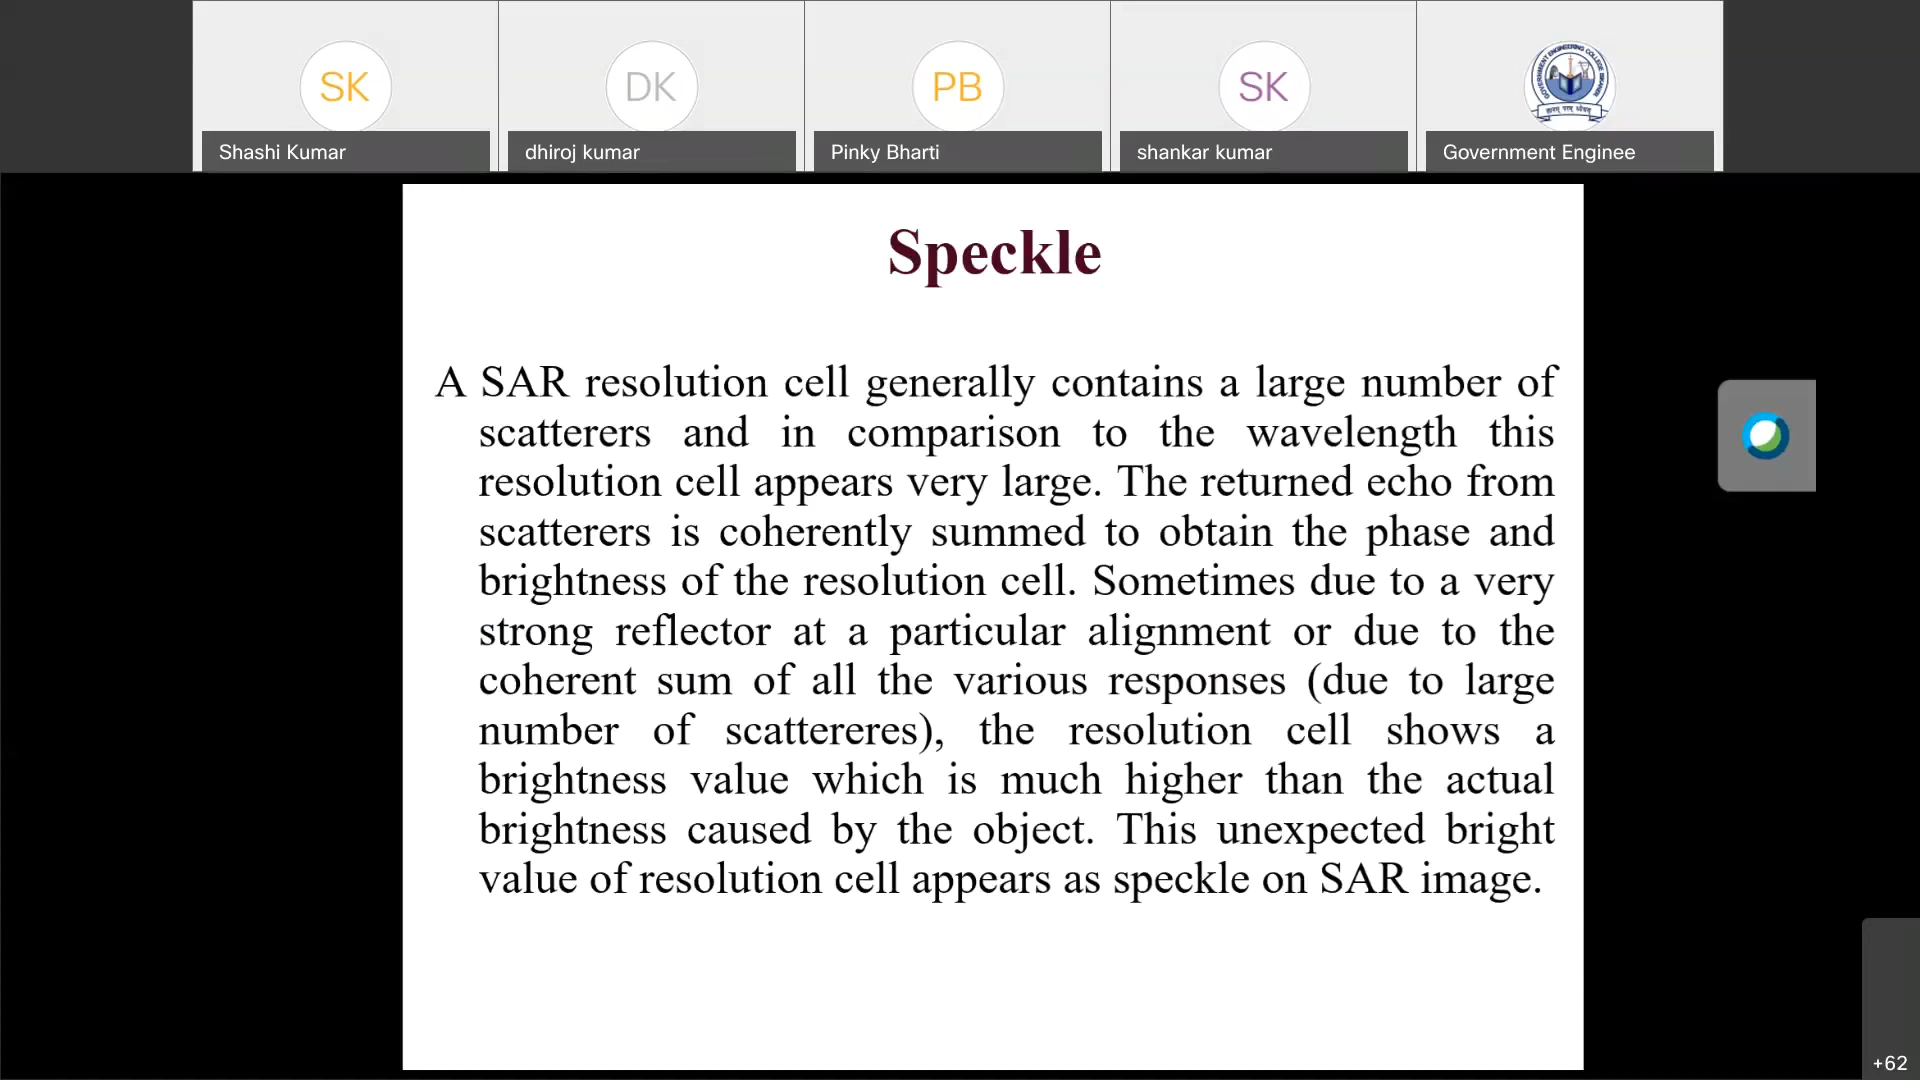 SK
DK
PB
SK
GOVERNMENT ENGINEERING COLLEGE
Shashi Kumar
dhiroj kumar
Pinky Bharti
shankar kumar
Government Enginee
Speckle
A SAR resolution cell generally contains a large number of
scatterers and in comparison to the wavelength this
resolution cell appears very large. The returned echo from
scatterers is coherently summed to obtain the phase and
brightness of the resolution cell. Sometimes due to a very
strong reflector at a particular alignment or due to the
coherent sum of all the various responses (due to large
number of scattereres), the resolution cell shows a
brightness value which is much higher than the actual
brightness caused by the object. This unexpected bright
value of resolution cell appears as speckle on SAR image.
+62